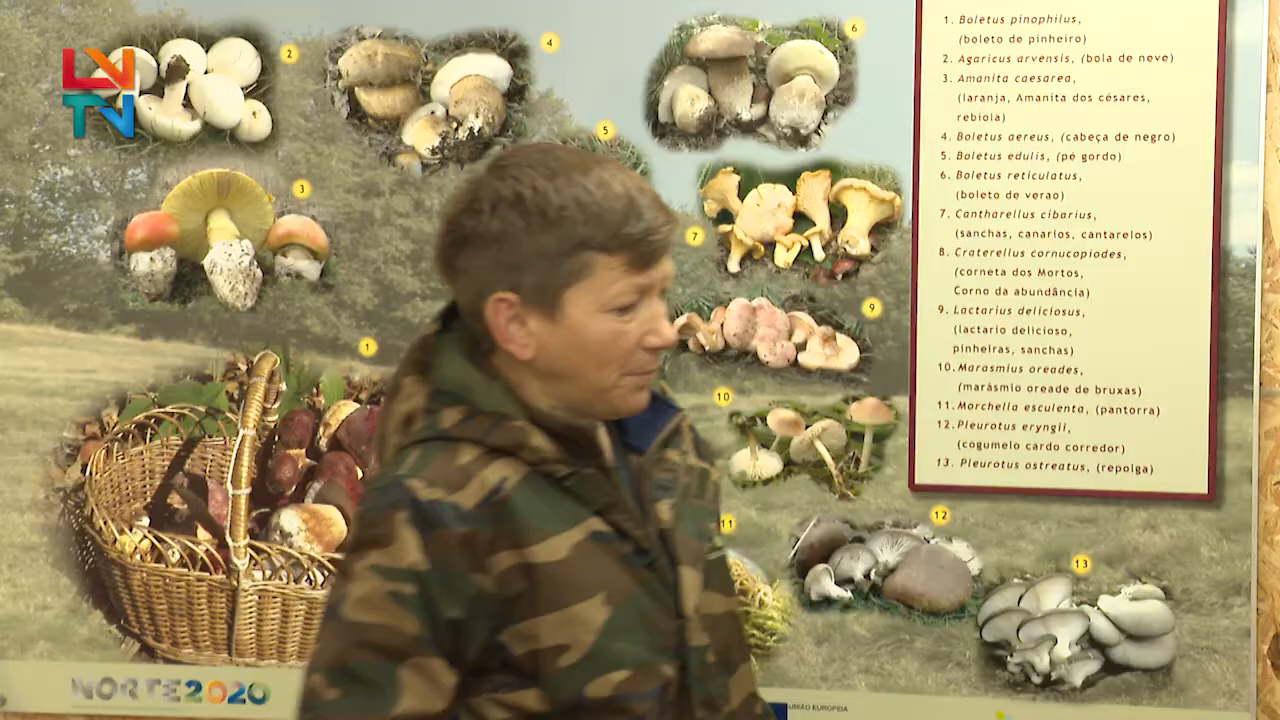 LV
TV
2
4
6
5
3
7
9
1
10
11
12
13
1. Boletus pinophilus,
(boleto de pinheiro)
2. Agaricus arvensis, (bola de neve)
3. Amanita caesarea,
(laranja, Amanita dos césares,
rebiola)
4. Boletus aereus, (cabeça de negro)
5. Boletus edulis, (pé gordo)
6. Boletus reticulatus,
(boleto de verao)
7. Cantharellus cibarius,
(sanchas, canarios, cantarelos)
8. Craterellus cornucopiodes,
(corneta dos Mortos,
Corno da abundância)
9. Lactarius deliciosus,
(lactario delicioso,
pinheiras, sanchas)
10. Marasmius oreades,
(marásmio oreade de bruxas)
11. Morchella esculenta, (pantorra)
12. Pleurotus eryngii,
(cogumelo cardo corredor)
13. Pleurotus ostreatus, (repolga)
NORTE2020
UNIÃO EUROPEIA